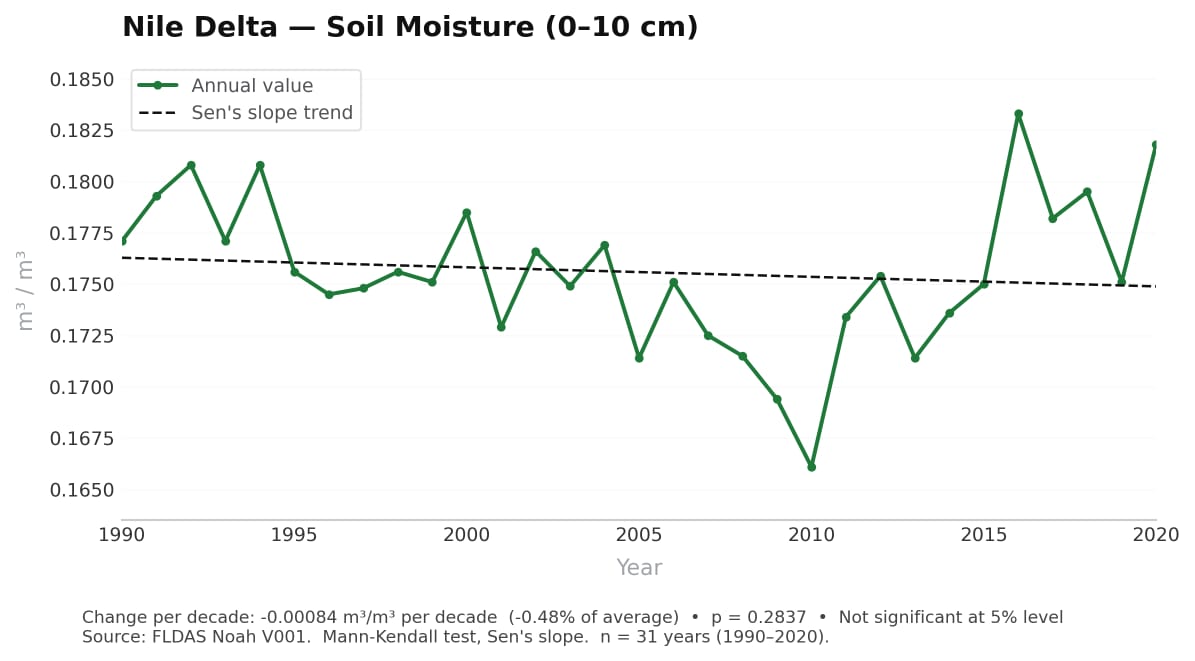 Nile Delta — Soil Moisture (0–10 cm)
Annual value
Sen's slope trend
m³ / m³
0.1850
0.1825
0.1800
0.1775
0.1750
0.1725
0.1700
0.1675
0.1650
1990 1995 2000 2005 2010 2015 2020
Year
Change per decade: -0.00084 m³/m³ per decade (-0.48% of average) • p = 0.2837 • Not significant at 5% level
Source: FLDAS Noah V001. Mann-Kendall test, Sen's slope. n = 31 years (1990–2020).